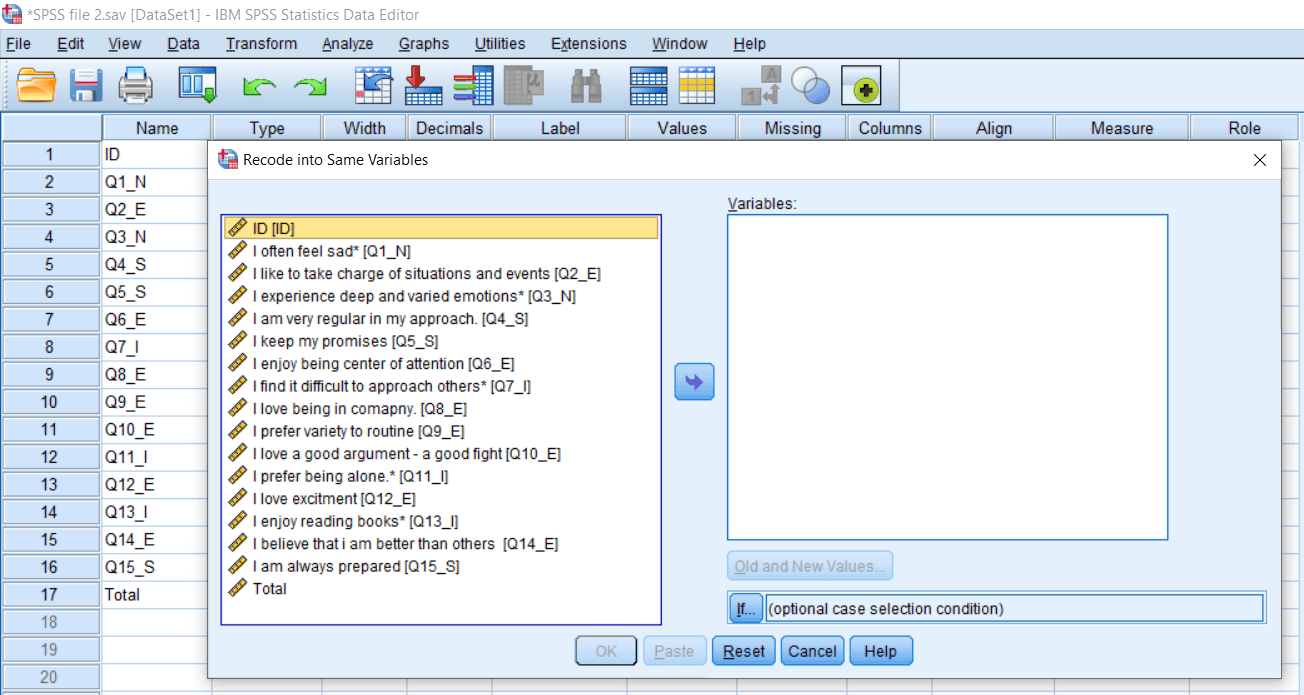 *SPSS file 2.sav [DataSet1] - IBM SPSS Statistics Data Editor
File Edit View Data Transform Analyze Graphs Utilities Extensions Window Help
Name Type Width Decimals Label Values Missing Columns Align Measure Role
1 ID
2 Q1_N
3 Q2_E
4 Q3_N
5 Q4_S
6 Q5_S
7 Q6_E
8 Q7_I
9 Q8_E
10 Q9_E
11 Q10_E
12 Q11_I
13 Q12_E
14 Q13_I
15 Q14_E
16 Q15_S
17 Total
18
19
20
Recode into Same Variables
ID [ID]
I often feel sad* [Q1_N]
I like to take charge of situations and events [Q2_E]
I experience deep and varied emotions* [Q3_N]
I am very regular in my approach. [Q4_S]
I keep my promises [Q5_S]
I enjoy being center of attention [Q6_E]
I find it difficult to approach others* [Q7_I]
I love being in comapny. [Q8_E]
I prefer variety to routine [Q9_E]
I love a good argument - a good fight [Q10_E]
I prefer being alone.* [Q11_I]
I love excitment [Q12_E]
I enjoy reading books* [Q13_I]
I believe that i am better than others [Q14_E]
I am always prepared [Q15_S]
Total
Variables:
Old and New Values...
If... (optional case selection condition)
OK Paste Reset Cancel Help